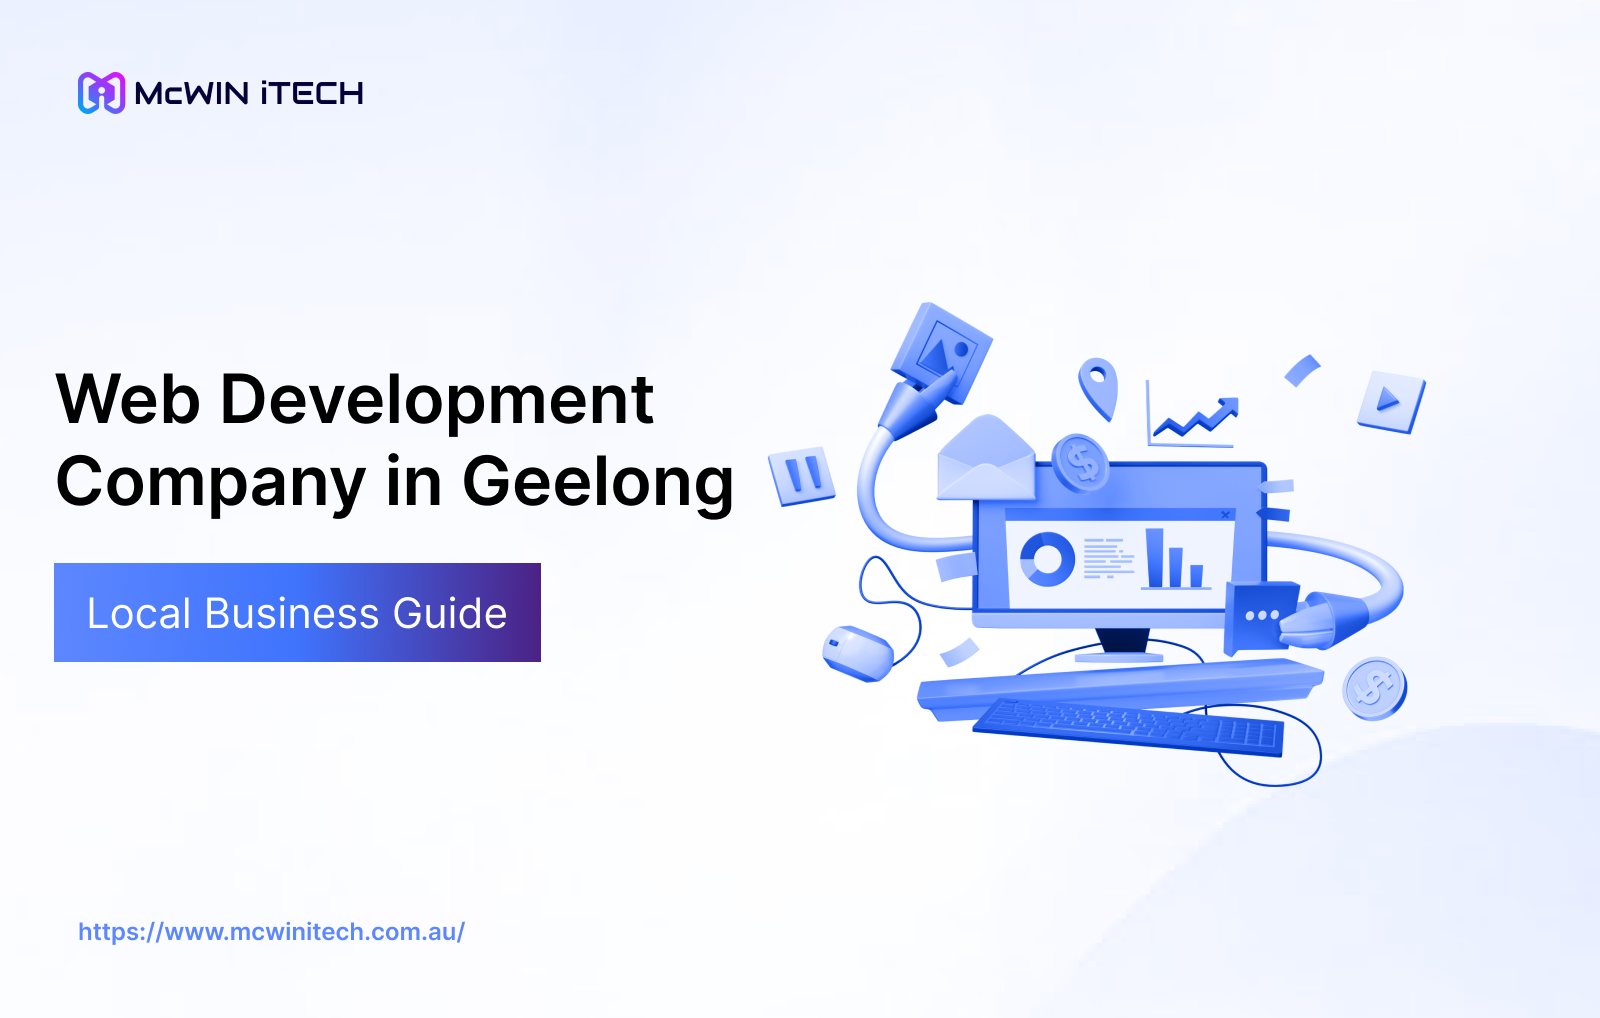 McWIN iTECH
Web Development
Company in Geelong
Local Business Guide
https://www.mcwinitech.com.au/